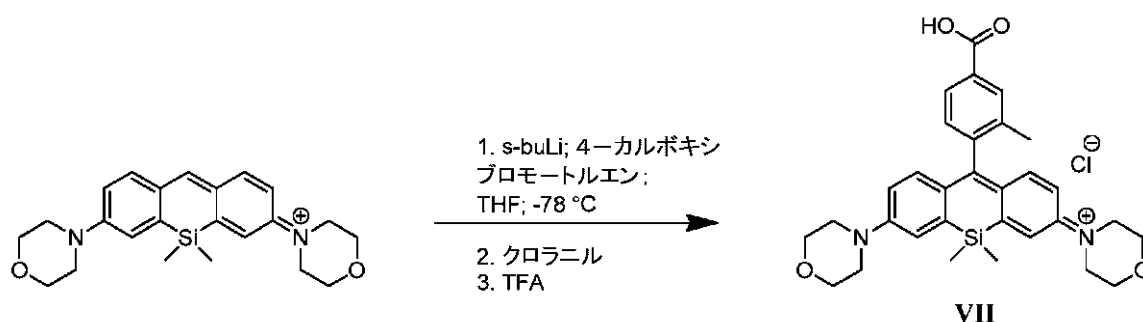 HO
O
1. s-buLi; 4ーカルボキシ
ブロモートルエン;
THF; -78 °C
2. クロラニル
3. TFA
Cl ⊖
N
O
Si
N ⊕
O
N
O
Si
N ⊕
O
VII